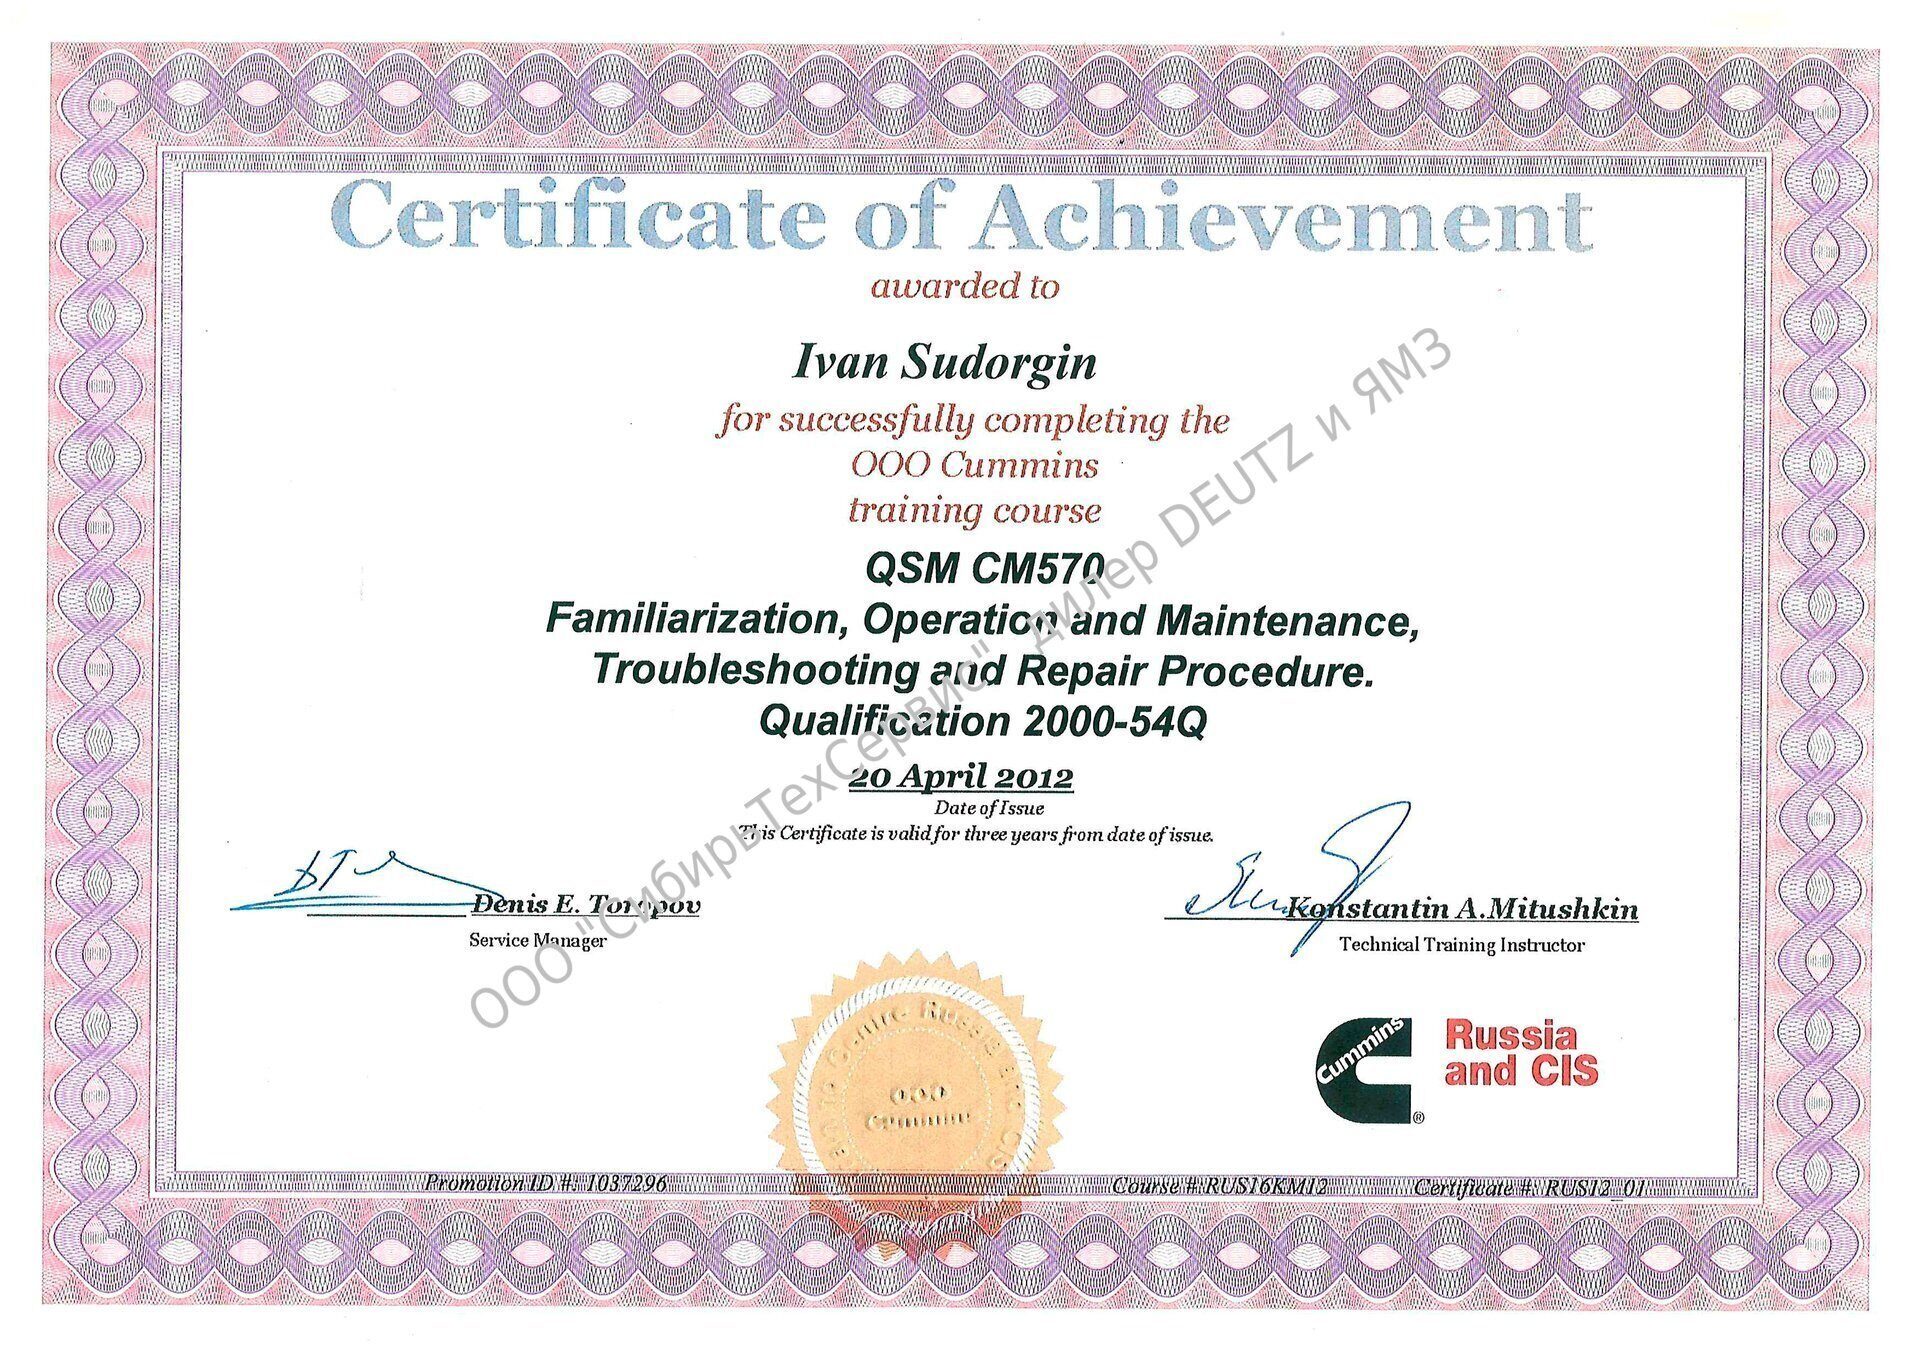 Certificate of Achievement
awarded to
Ivan Sudorgin
for successfully completing the
OOO Cummins
training course
QSM CM570
Familiarization, Operation and Maintenance,
Troubleshooting and Repair Procedure.
Qualification 2000-54Q
20 April 2012
Date of Issue
This Certificate is valid for three years from date of issue.
Denis E. Toropov
Service Manager
Konstantin A.Mitushkin
Technical Training Instructor
Centre Russia and CIS
OOO
Cummins
Cummins
®
Russia
and CIS
Promotion ID #: 1037296
Course #:RUS16KM12
Certificate #: RUS12_01
ООО "СибирьТехСервис" дилер DEUTZ и ЯМЗ